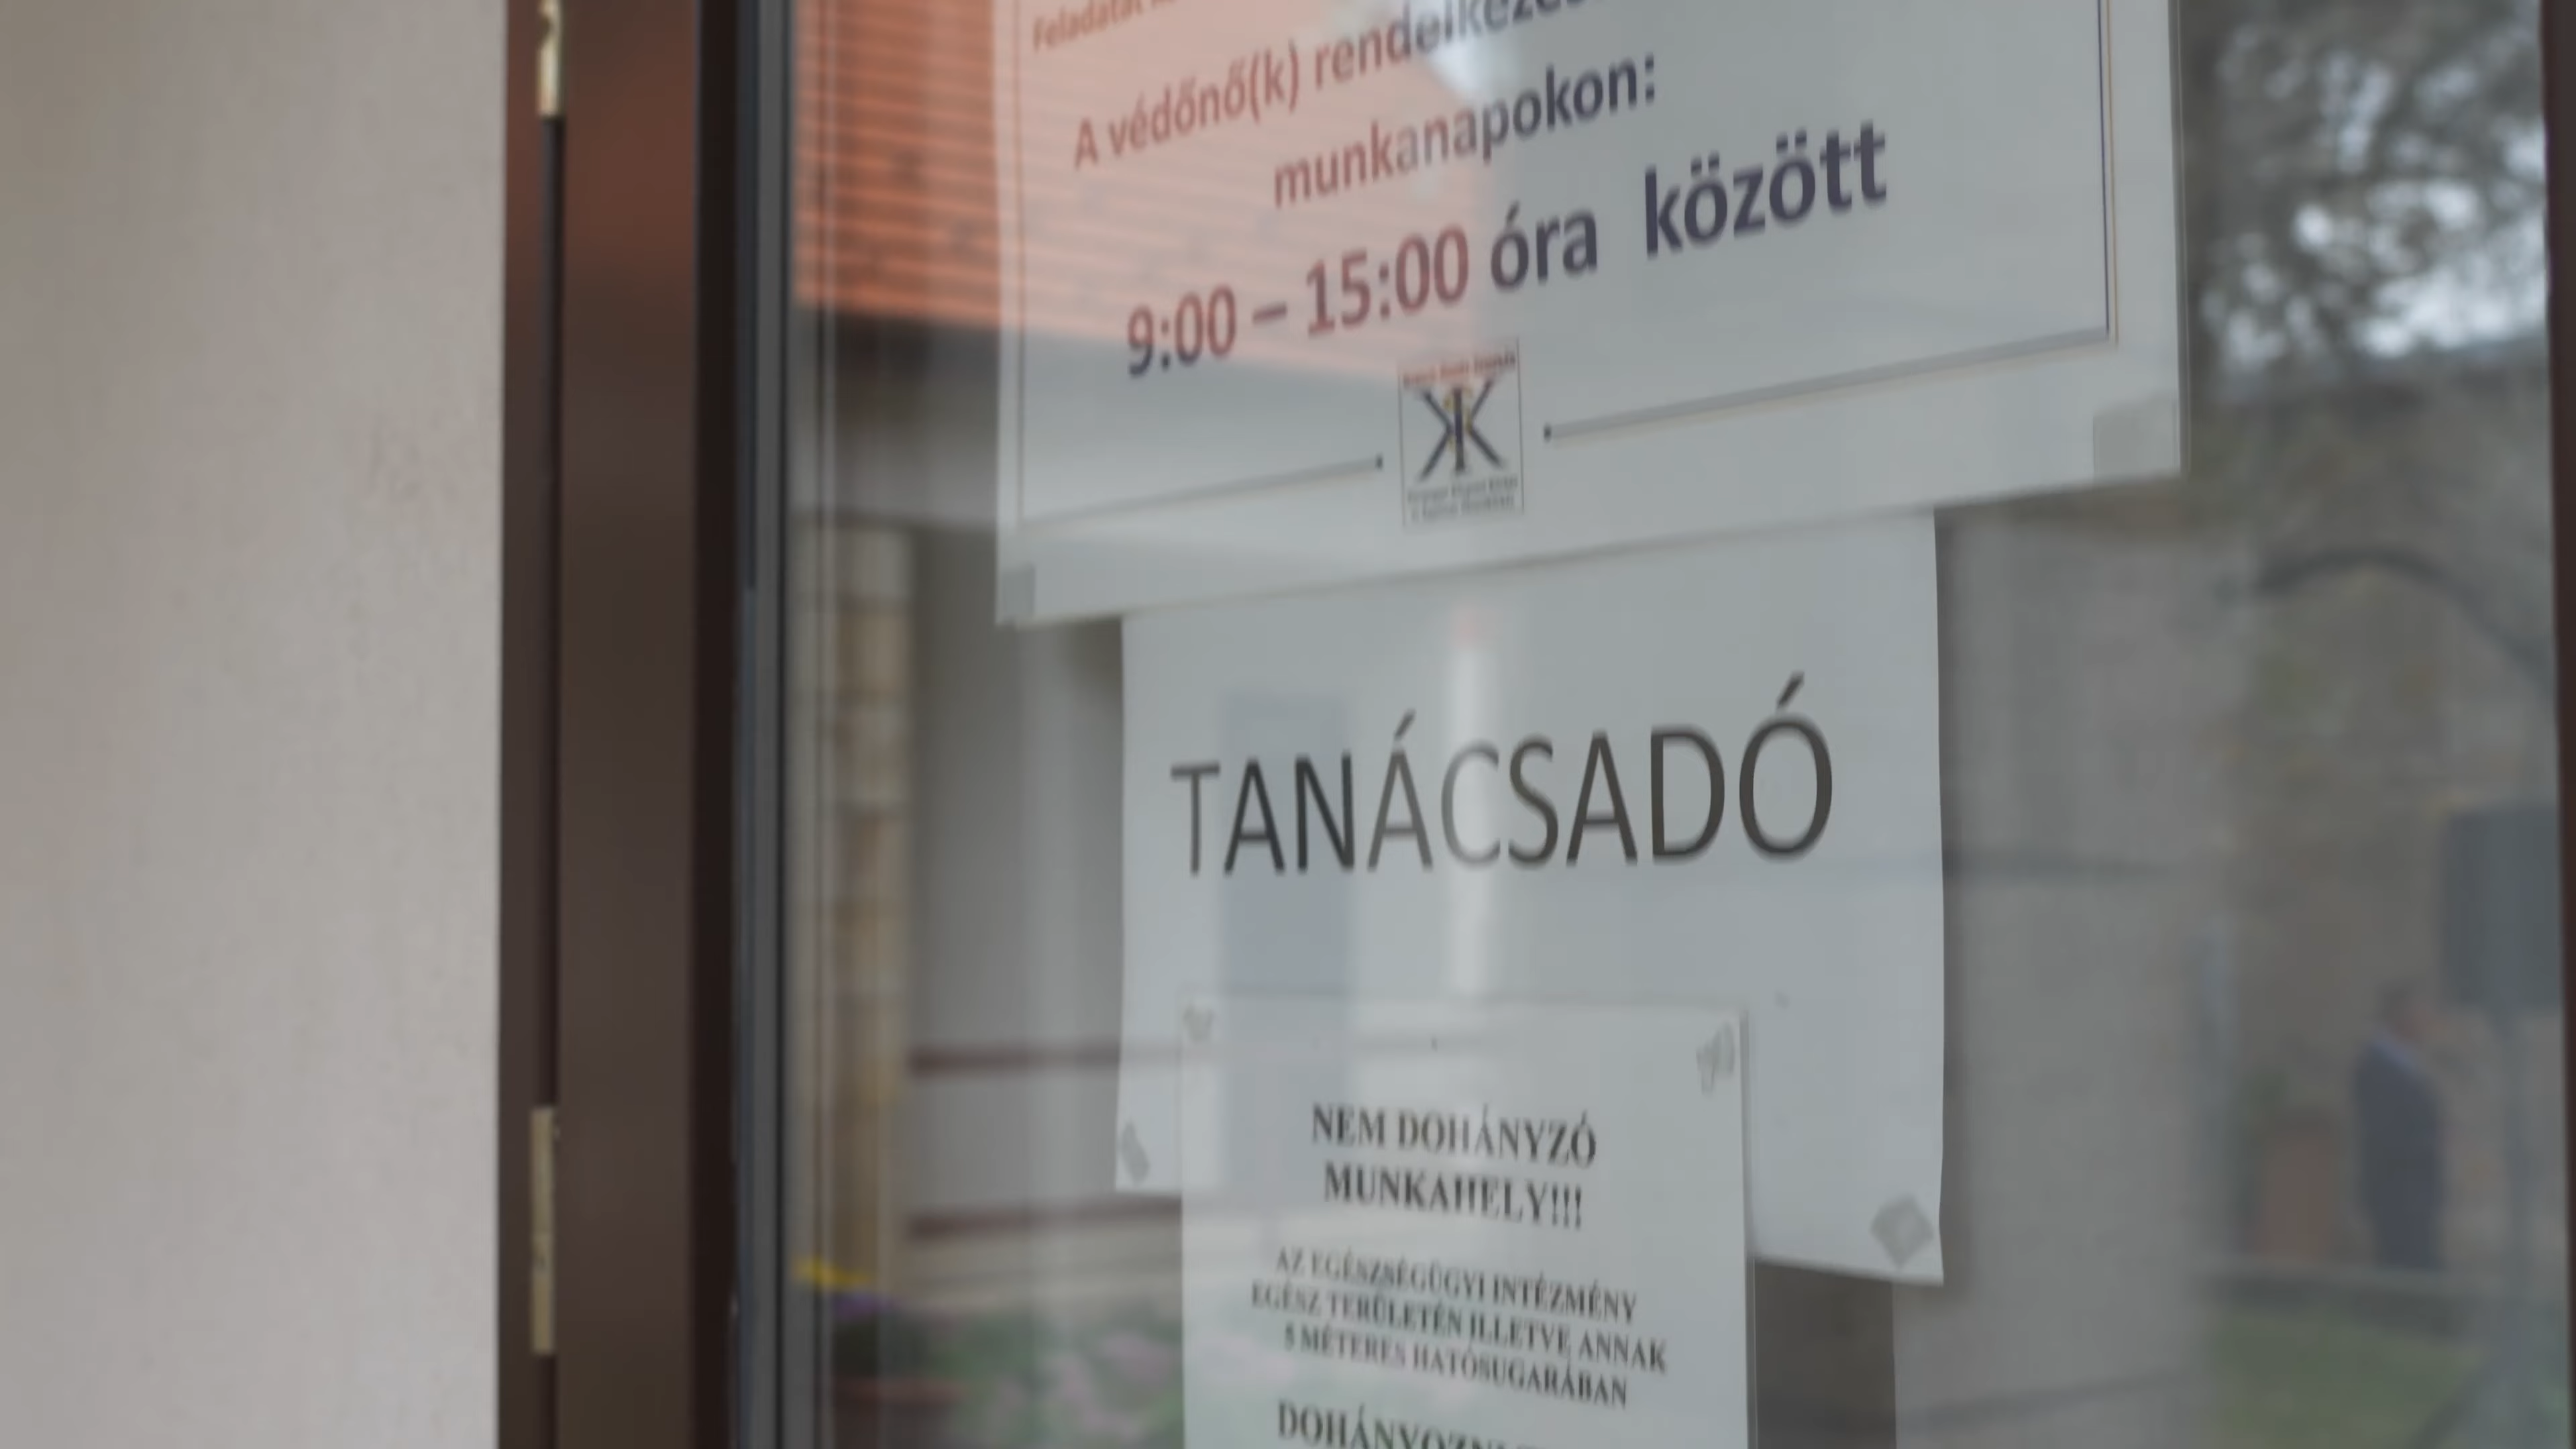 Feladatát
A védőnő(k)
munkanapokon:
9:00 – 15:00 óra között
TANÁCSADÓ
NEM DOHÁNYZÓ
MUNKAHELY!!!
AZ EGÉSZSÉGÜGYI INTÉZMÉNY
EGÉSZ TERÜLETÉN ILLETVE ANNAK
5 MÉTERES HATÓSUGARÁBAN